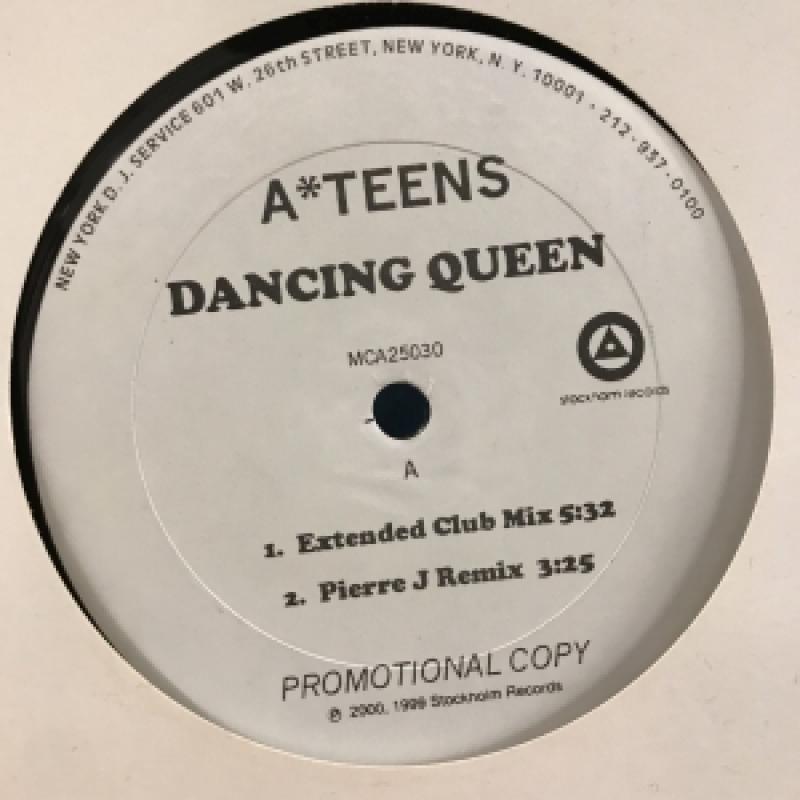 NEW YORK D. J. SERVICE 601 W. 26th STREET, NEW YORK, N. Y. 10001 - 212-937-0100
A*TEENS
DANCING QUEEN
MCA25030
stockholm records
A
1. Extended Club Mix 5:32
2. Pierre J Remix 3:25
PROMOTIONAL COPY
℗ 2000, 1999 Stockholm Records